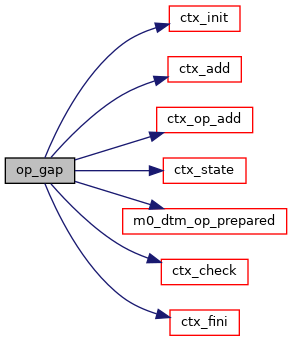 ctx_init
ctx_add
ctx_op_add
op_gap
ctx_state
m0_dtm_op_prepared
ctx_check
ctx_fini